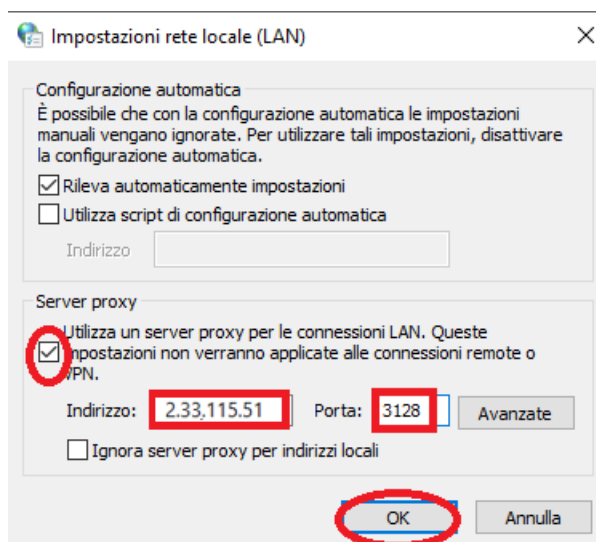 Impostazioni rete locale (LAN)
Configurazione automatica
È possibile che con la configurazione automatica le impostazioni
manuali vengano ignorate. Per utilizzare tali impostazioni, disattivare
la configurazione automatica.
Rileva automaticamente impostazioni
Utilizza script di configurazione automatica
Indirizzo
Server proxy
Utilizza un server proxy per le connessioni LAN. Queste
impostazioni non verranno applicate alle connessioni remote o
VPN.
Indirizzo: 2.33.115.51 Porta: 3128 Avanzate
Ignora server proxy per indirizzi locali
OK Annulla